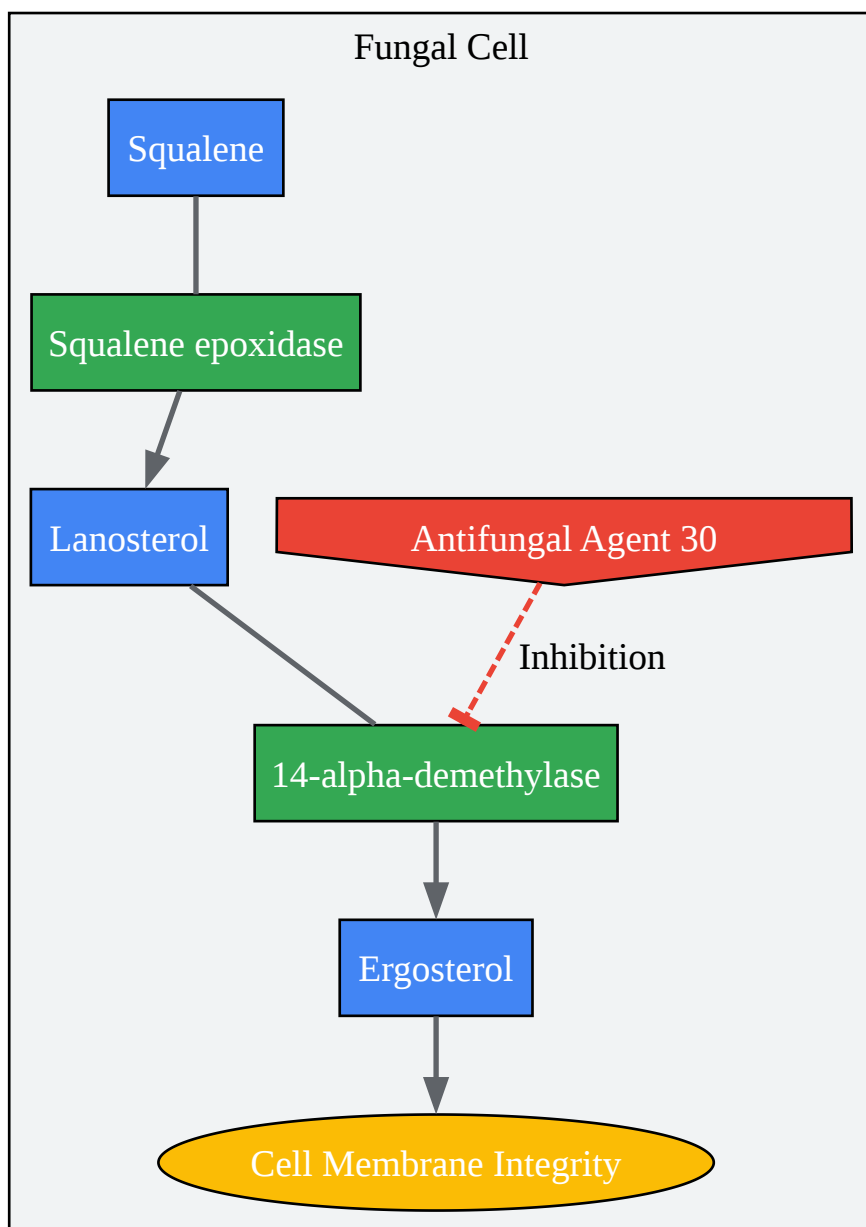 Fungal Cell
Squalene
Squalene epoxidase
Lanosterol
Antifungal Agent 30
Inhibition
14-alpha-demethylase
Ergosterol
Cell Membrane Integrity